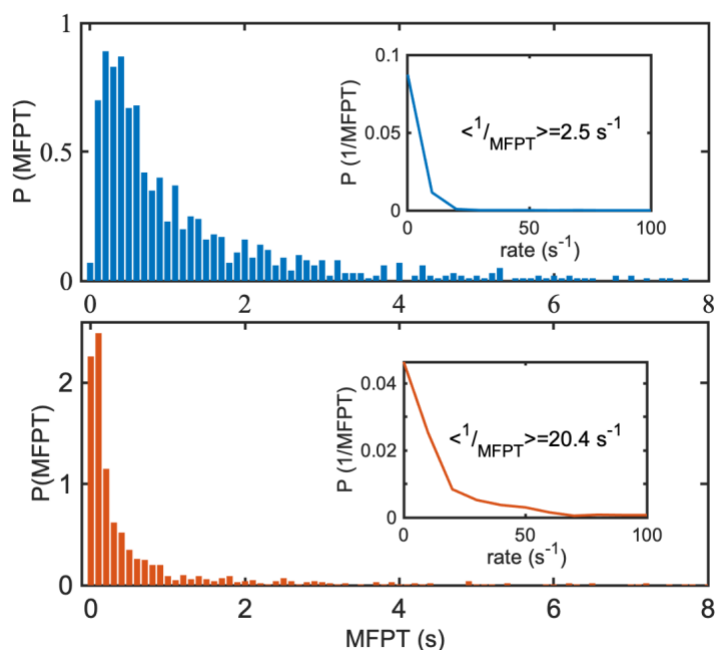 1
0.5
0
P (MFPT)
0.1
0.05
0
P (1/MFPT)
<1/MFPT>=2.5 s-1
0 50 100
rate (s-1)
0 2 4 6 8
2
1
0
P(MFPT)
0.04
0.02
0
P (1/MFPT)
<1/MFPT>=20.4 s-1
0 50 100
rate (s-1)
0 2 4 6 8
MFPT (s)